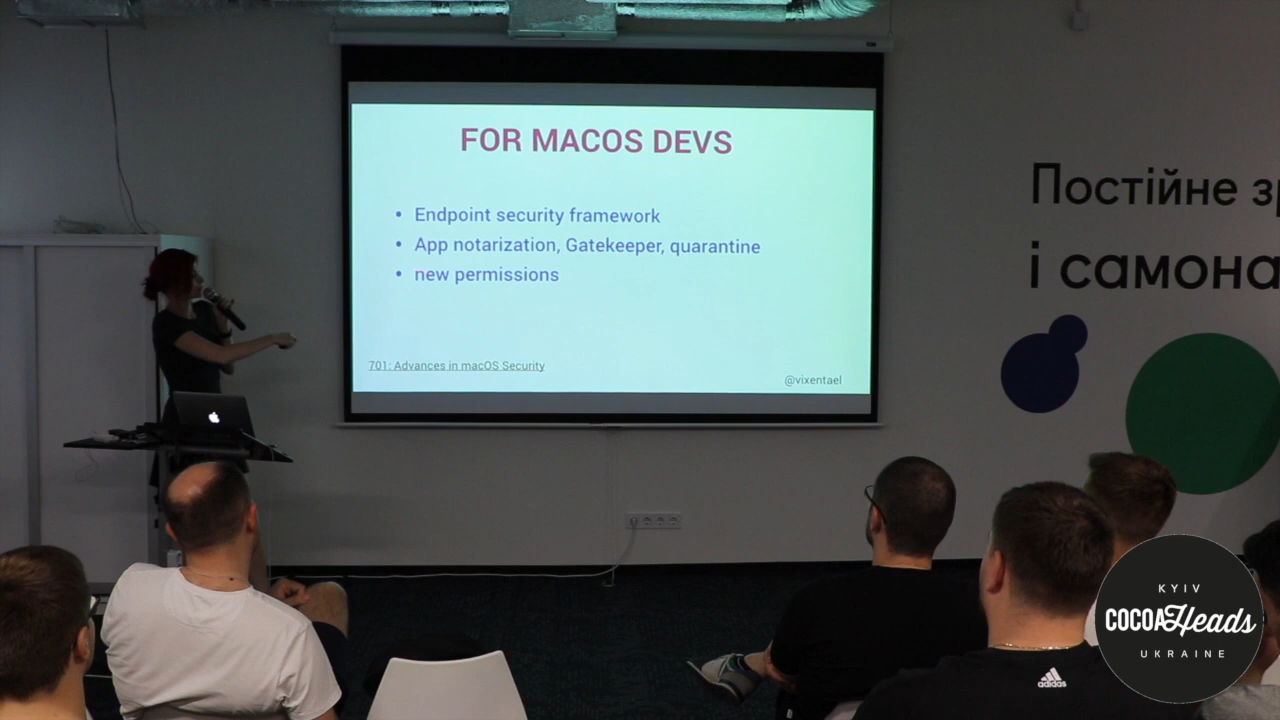 FOR MACOS DEVS
• Endpoint security framework
• App notarization, Gatekeeper, quarantine
• new permissions
701: Advances in macOS Security
@vixentael
Постійне з
і самона
adidas
KYIV
COCOAHeads
UKRAINE